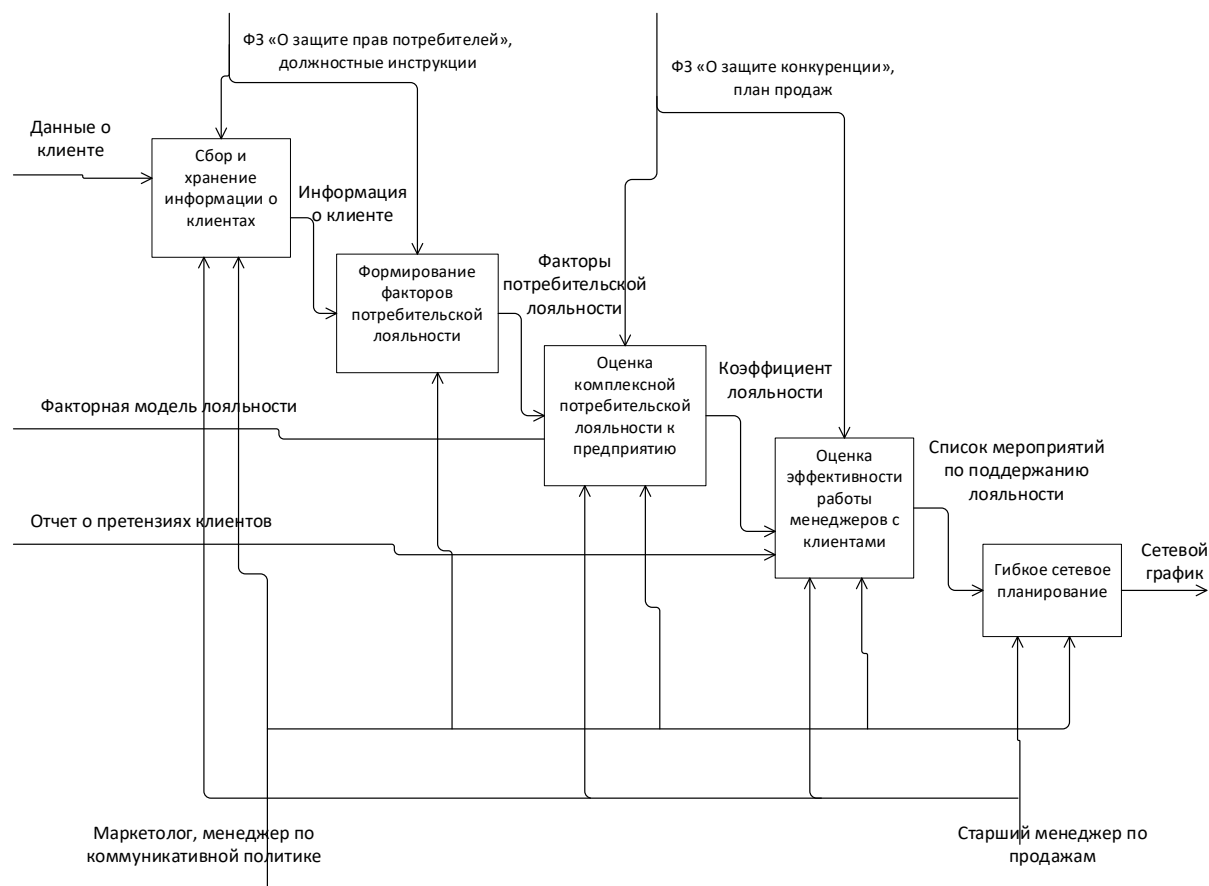 ФЗ «О защите прав потребителей»,
должностные инструкции
ФЗ «О защите конкуренции»,
план продаж
Данные о
клиенте
Сбор и
хранение
информации о
клиентах
Информация
о клиенте
Формирование
факторов
потребительской
лояльности
Факторы
потребительской
лояльности
Оценка
комплексной
потребительской
лояльности к
предприятию
Коэффициент
лояльности
Факторная модель лояльности
Оценка
эффективности
работы
менеджеров с
клиентами
Список мероприятий
по поддержанию
лояльности
Отчет о претензиях клиентов
Гибкое сетевое
планирование
Сетевой
график
Маркетолог, менеджер по
коммуникативной политике
Старший менеджер по
продажам